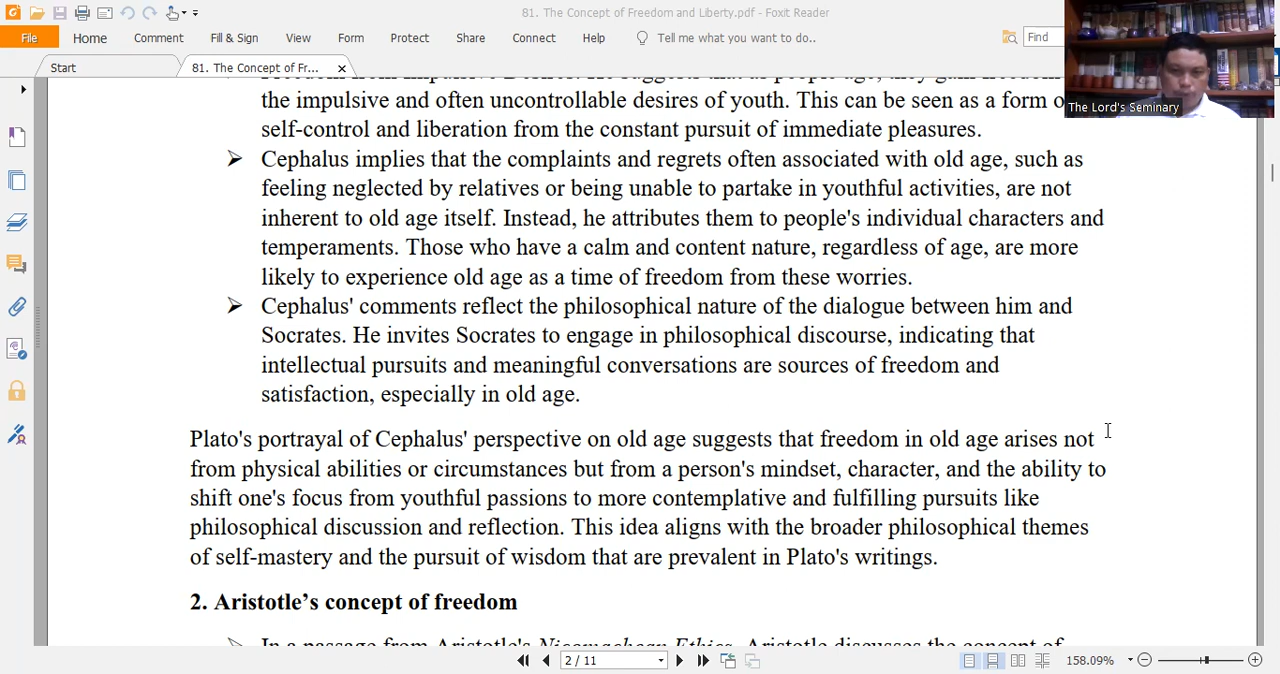 81. The Concept of Freedom and Liberty.pdf - Foxit Reader
File Home Comment Fill & Sign View Form Protect Share Connect Help Tell me what you want to do.. Find
Start 81. The Concept of Fr... ×
The Lord's Seminary
the impulsive and often uncontrollable desires of youth. This can be seen as a form
self-control and liberation from the constant pursuit of immediate pleasures.
➢ Cephalus implies that the complaints and regrets often associated with old age, such as
feeling neglected by relatives or being unable to partake in youthful activities, are not
inherent to old age itself. Instead, he attributes them to people's individual characters and
temperaments. Those who have a calm and content nature, regardless of age, are more
likely to experience old age as a time of freedom from these worries.
➢ Cephalus' comments reflect the philosophical nature of the dialogue between him and
Socrates. He invites Socrates to engage in philosophical discourse, indicating that
intellectual pursuits and meaningful conversations are sources of freedom and
satisfaction, especially in old age.
Plato's portrayal of Cephalus' perspective on old age suggests that freedom in old age arises not
from physical abilities or circumstances but from a person's mindset, character, and the ability to
shift one's focus from youthful passions to more contemplative and fulfilling pursuits like
philosophical discussion and reflection. This idea aligns with the broader philosophical themes
of self-mastery and the pursuit of wisdom that are prevalent in Plato's writings.
2. Aristotle’s concept of freedom
➢ In a passage from Aristotle's Nicomachean Ethics, Aristotle discusses the concept of
2 / 11 158.09%